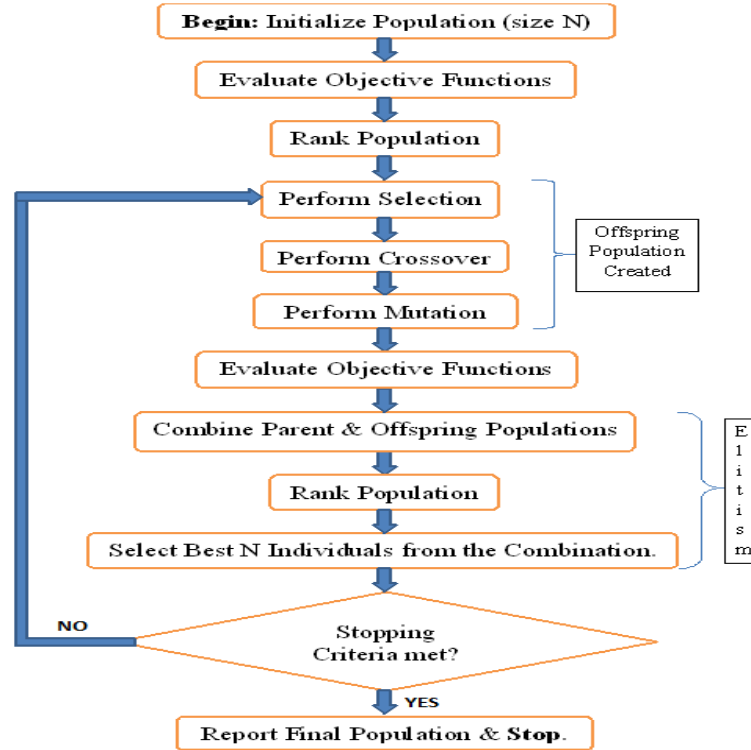 Begin: Initialize Population (size N)
Evaluate Objective Functions
Rank Population
Perform Selection
Perform Crossover
Perform Mutation
Offspring
Population
Created
Evaluate Objective Functions
Combine Parent & Offspring Populations
Rank Population
Select Best N Individuals from the Combination.
E
l
i
t
i
s
m
Stopping
Criteria met?
NO
YES
Report Final Population & Stop.